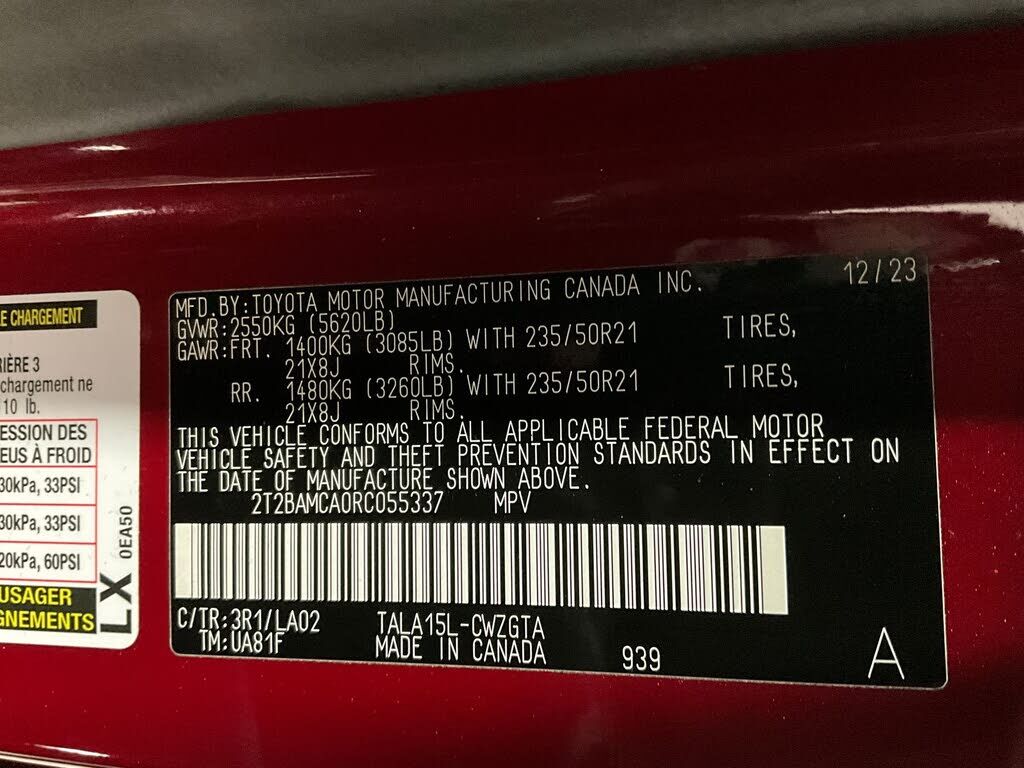 E CHARGEMENT
RIÈRE 3
chargement ne
10 lb.
ESSION DES
EUS À FROID
30kPa, 33PSI
30kPa, 33PSI
20kPa, 60PSI
USAGER
GNEMENTS
LX 0EA50
MFD.BY:TOYOTA MOTOR MANUFACTURING CANADA INC. 12/23
GVWR:2550KG (5620LB)
GAWR:FRT. 1400KG (3085LB) WITH 235/50R21 TIRES,
21X8J RIMS.
RR. 1480KG (3260LB) WITH 235/50R21 TIRES,
21X8J RIMS.
THIS VEHICLE CONFORMS TO ALL APPLICABLE FEDERAL MOTOR
VEHICLE SAFETY AND THEFT PREVENTION STANDARDS IN EFFECT ON
THE DATE OF MANUFACTURE SHOWN ABOVE.
2T2BAMCA0RC055337 MPV
C/TR:3R1/LA02 TALA15L-CWZGTA
TM:UA81F MADE IN CANADA 939 A